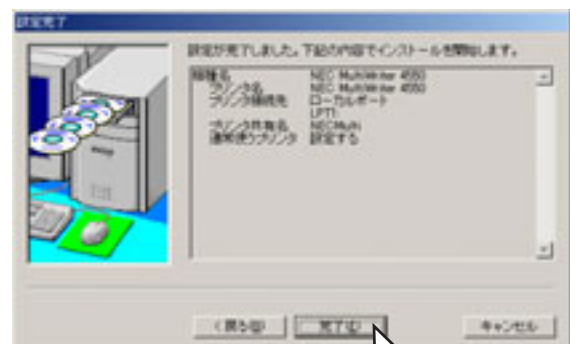 設定完了
設定が完了しました。下記の内容でインストールを開始します。
機種名 NEC MultiWriter 4550
プリンタ名 NEC MultiWriter 4550
プリンタ接続先 ローカルポート
LPT1:
プリンタ共有名 NECMulti
通常使うプリンタ 設定する
< 戻る(B)
完了
キャンセル